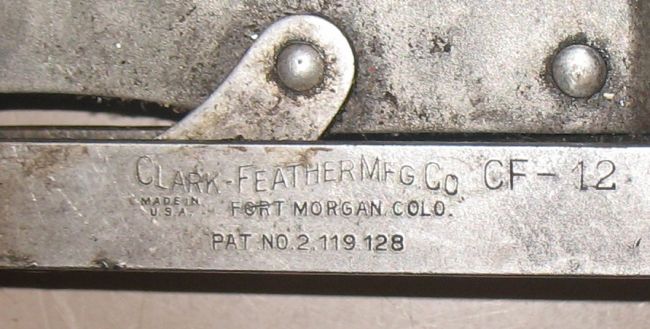 CLARK-FEATHER MFG. CO CF-12
MADE IN
U.S.A.
FORT MORGAN. COLO.
PAT NO. 2,119 128